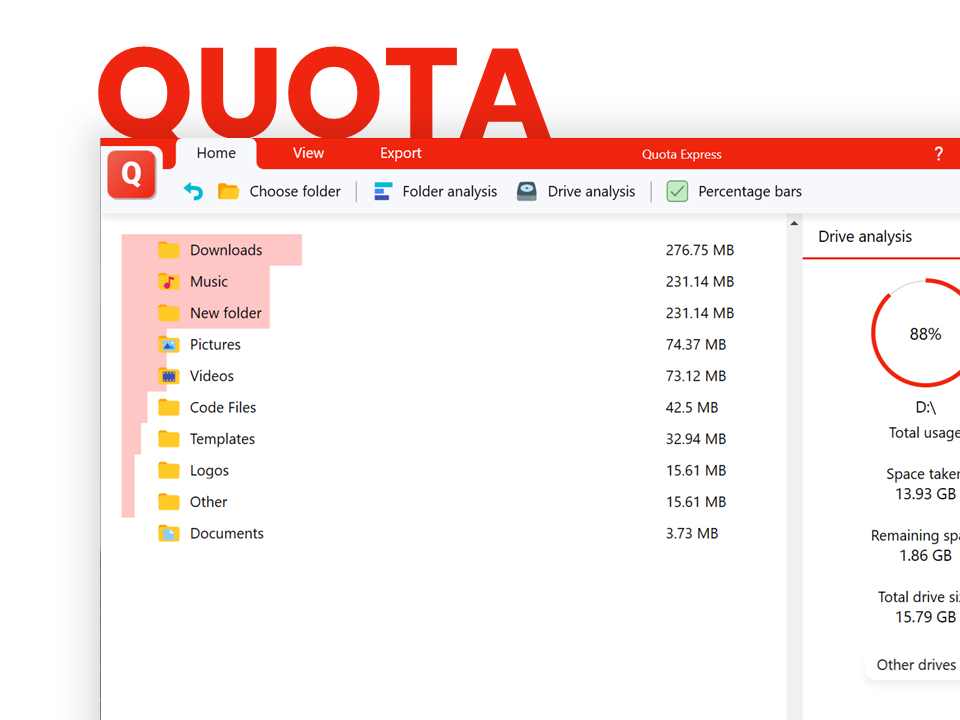 QUOTA
Home View Export Quota Express ?
Q
Choose folder Folder analysis Drive analysis Percentage bars
Downloads 276.75 MB
Music 231.14 MB
New folder 231.14 MB
Pictures 74.37 MB
Videos 73.12 MB
Code Files 42.5 MB
Templates 32.94 MB
Logos 15.61 MB
Other 15.61 MB
Documents 3.73 MB
Drive analysis
88%
D:\
Total usage
Space taken
13.93 GB
Remaining spa
1.86 GB
Total drive si
15.79 GB
Other drives